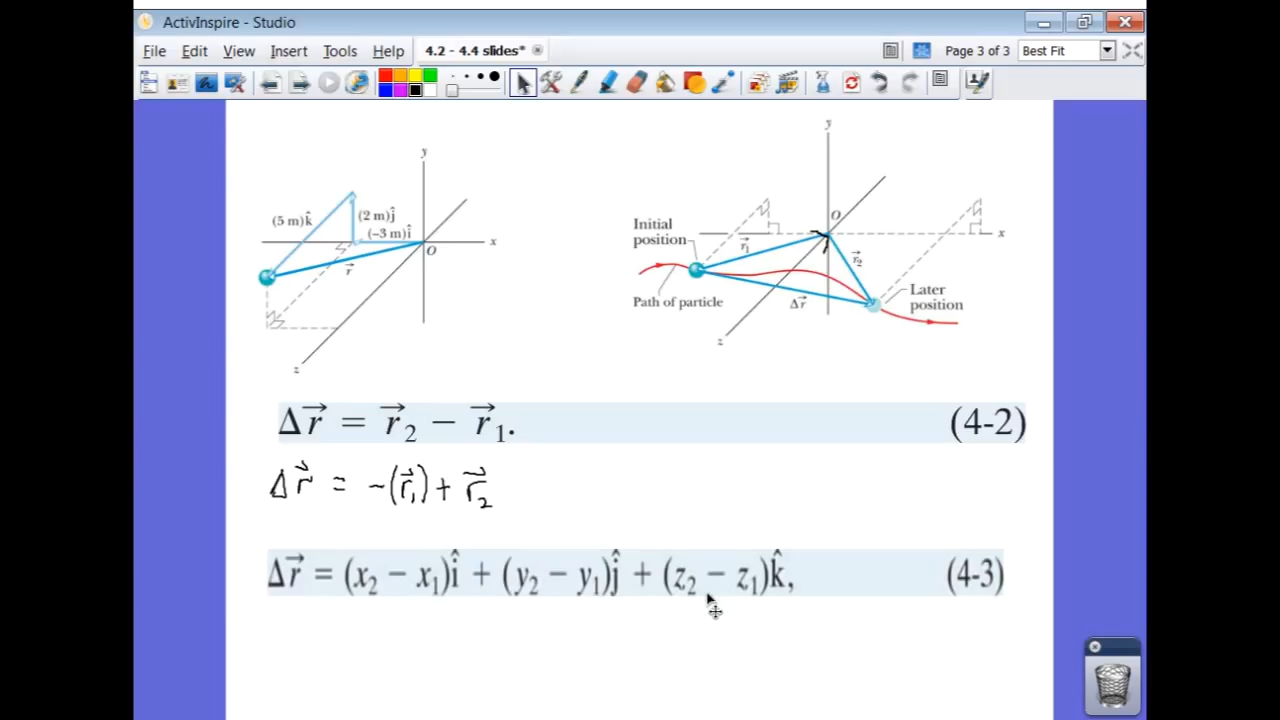 ActivInspire - Studio
File Edit View Insert Tools Help 4.2 - 4.4 slides* Page 3 of 3 Best Fit
y
(5 m)k̂
(2 m)ĵ
(−3 m)î
x
O
r⃗
z
y
O
Initial
position
r⃗₁
x
r⃗₂
Later
position
Path of particle
Δr⃗
z
Δr⃗ = r⃗₂ − r⃗₁. (4-2)
Δr⃗ = −(r⃗₁) + r⃗₂
Δr⃗ = (x₂ − x₁)î + (y₂ − y₁)ĵ + (z₂ − z₁)k̂, (4-3)